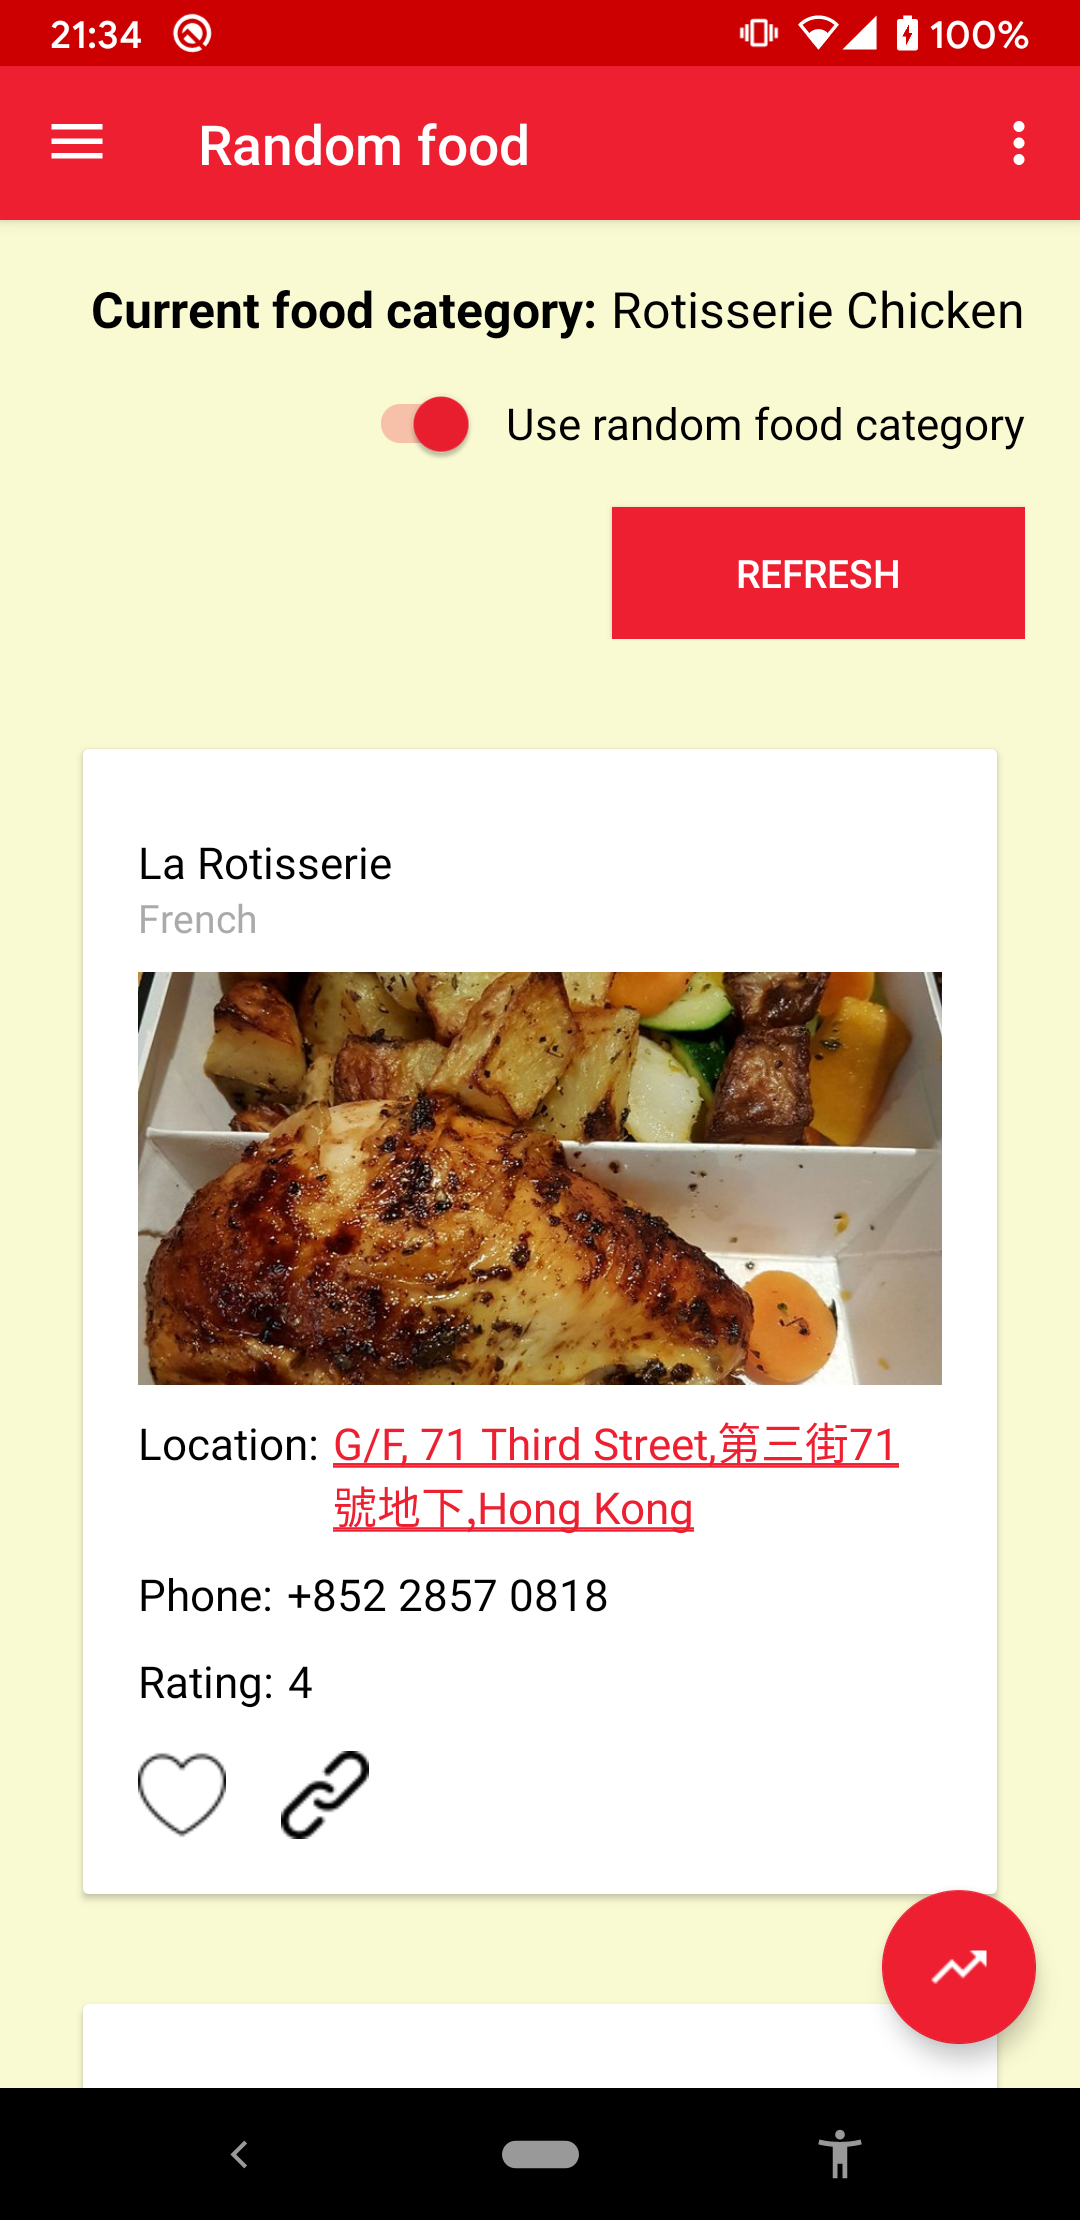 21:34
100%
Random food
Current food category: Rotisserie Chicken
Use random food category
REFRESH
La Rotisserie
French
Location: G/F, 71 Third Street,第三街71
號地下,Hong Kong
Phone: +852 2857 0818
Rating: 4